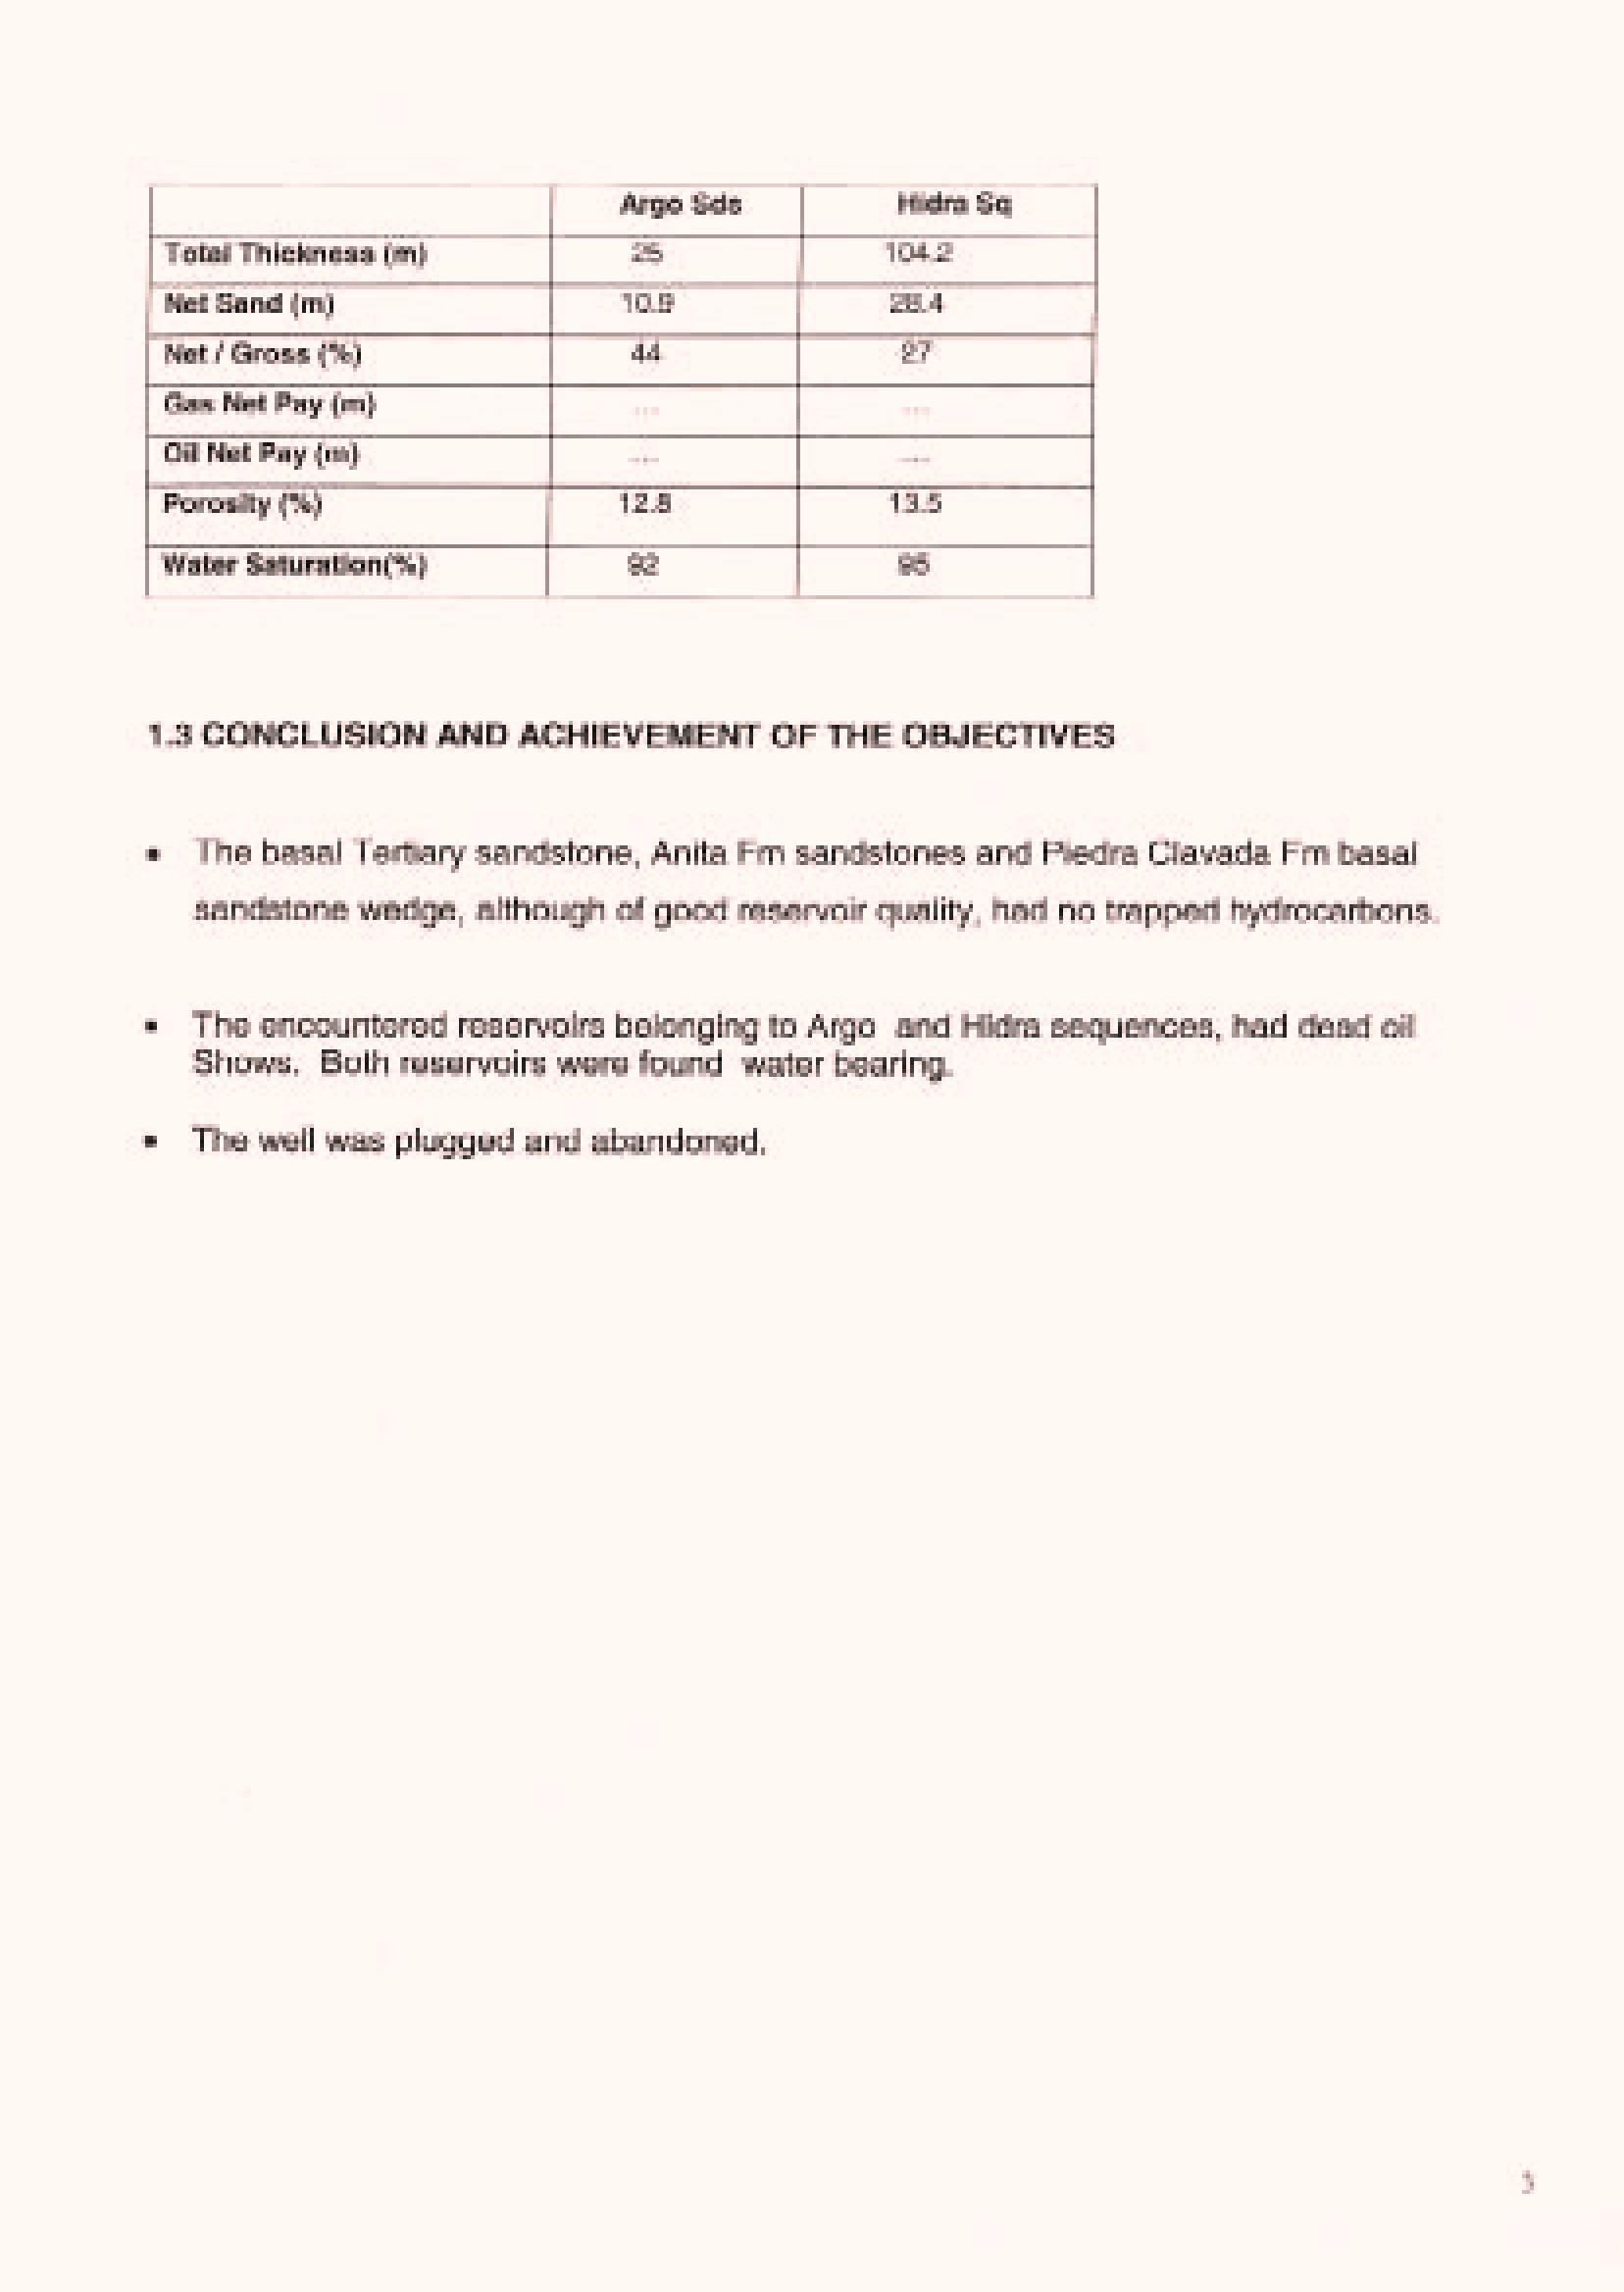 Argo Sds Hidra Sq
Total Thickness (m) 25 104.2
Net Sand (m) 10.9 28.4
Net / Gross (%) 44 27
Gas Net Pay (m) ... ...
Oil Net Pay (m) ... ...
Porosity (%) 12.8 13.5
Water Saturation(%) 92 95
1.3 CONCLUSION AND ACHIEVEMENT OF THE OBJECTIVES
• The basal Tertiary sandstone, Anita Fm sandstones and Piedra Clavada Fm basal
sandstone wedge, although of good reservoir quality, had no trapped hydrocarbons.
• The encountered reservoirs belonging to Argo and Hidra sequences, had dead oil
Shows. Both reservoirs were found water bearing.
• The well was plugged and abandoned.
3